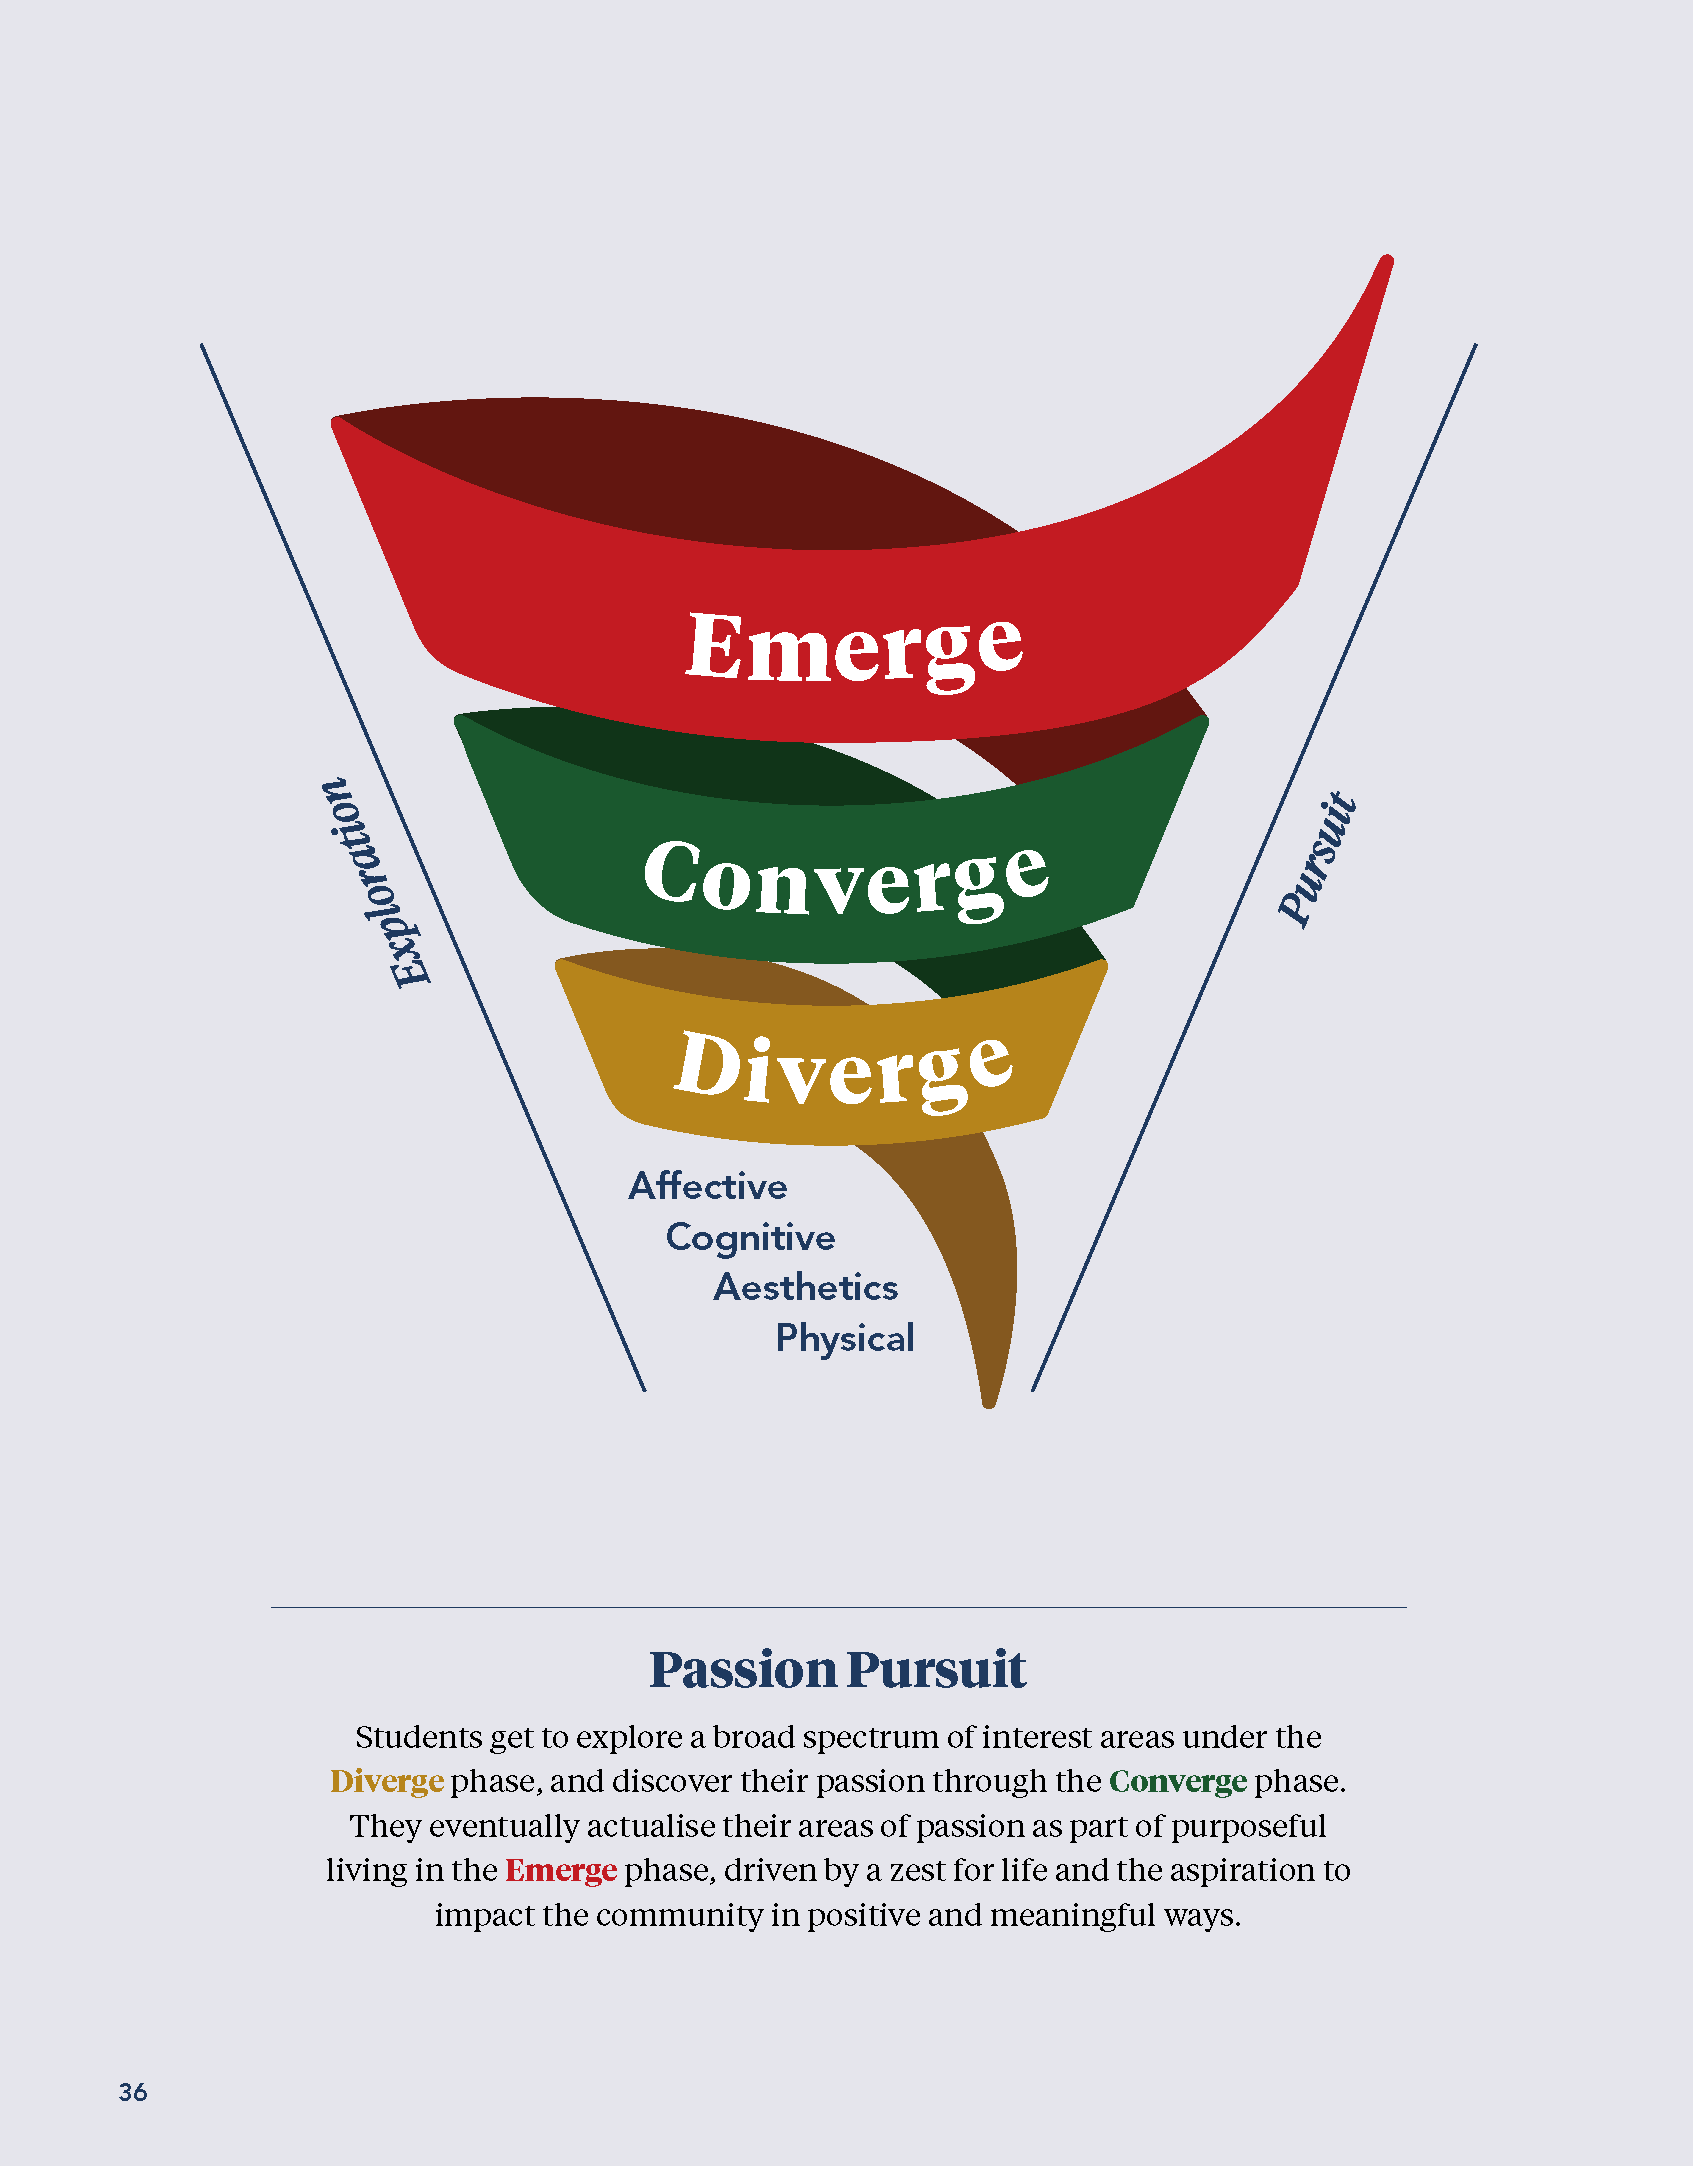 Emerge
Converge
Exploration
Pursuit
Diverge
Affective
Cognitive
Aesthetics
Physical
Passion Pursuit
Students get to explore a broad spectrum of interest areas under the
Diverge phase, and discover their passion through the Converge phase.
They eventually actualise their areas of passion as part of purposeful
living in the Emerge phase, driven by a zest for life and the aspiration to
impact the community in positive and meaningful ways.
36